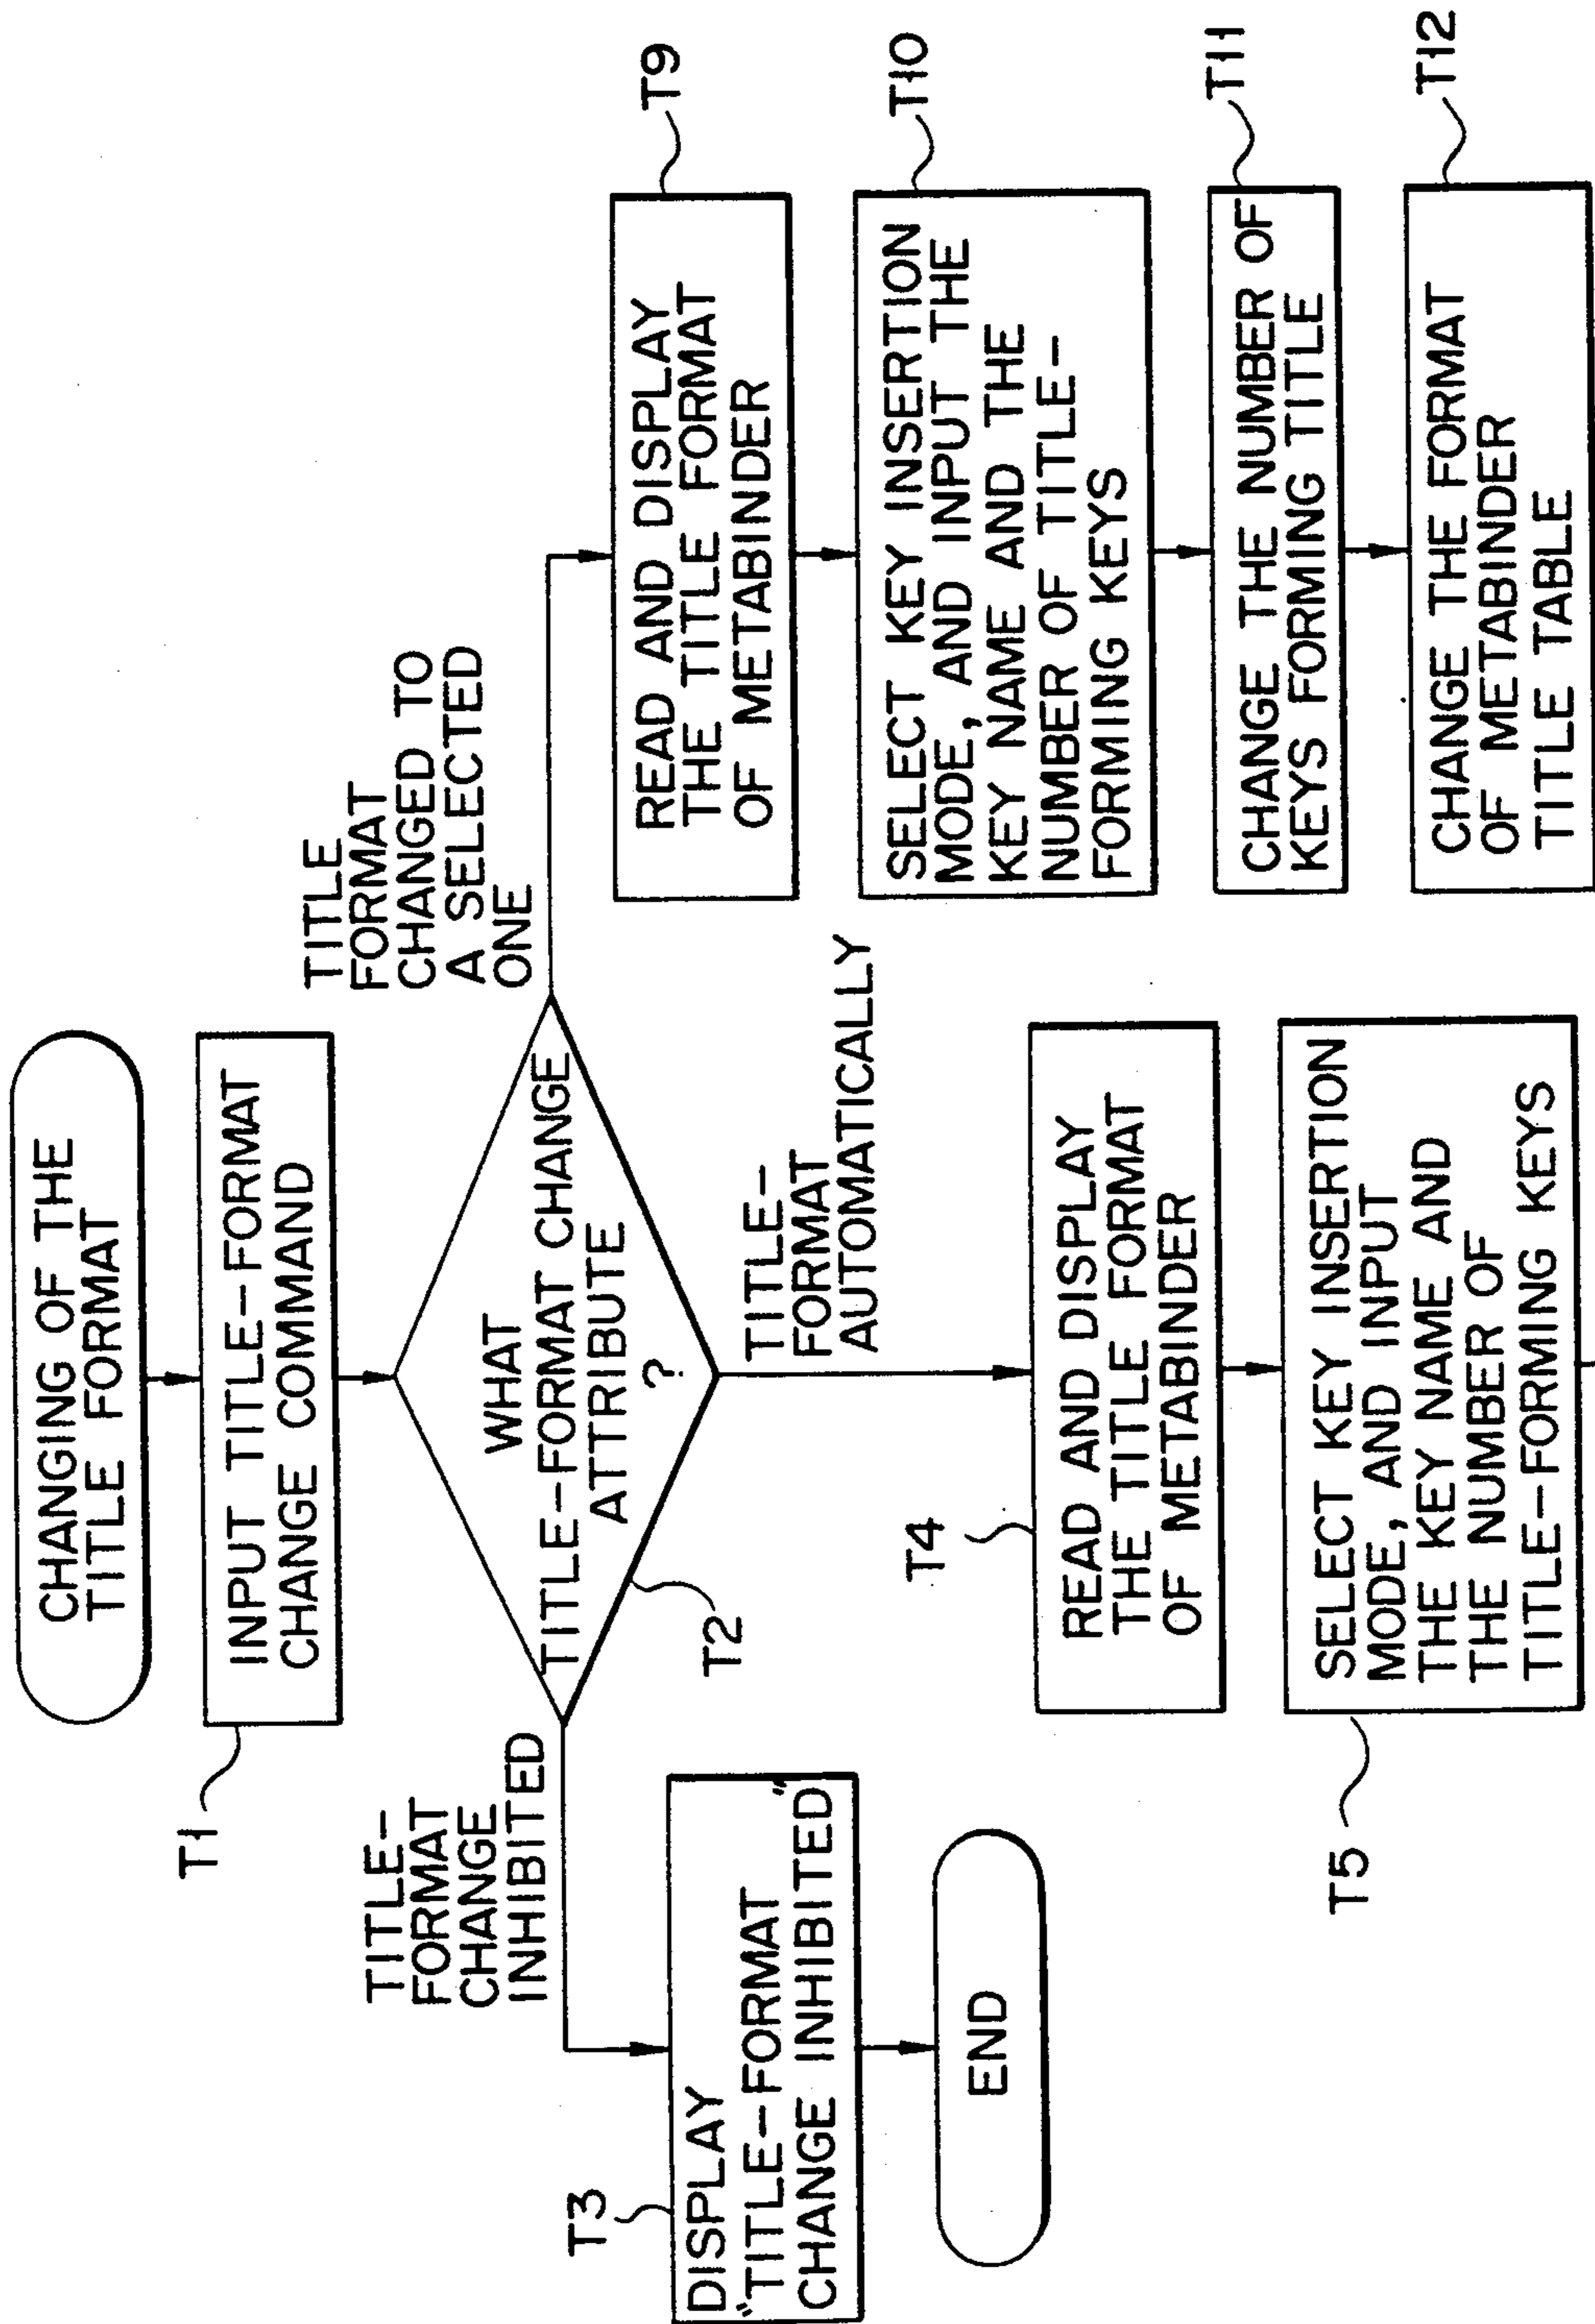 CHANGING OF THE
TITLE FORMAT
T1
INPUT TITLE-FORMAT
CHANGE COMMAND
WHAT
TITLE-FORMAT CHANGE
ATTRIBUTE
?
T2
TITLE-
FORMAT
CHANGE
INHIBITED
T3
DISPLAY
"TITLE-FORMAT
CHANGE INHIBITED"
END
TITLE-
FORMAT
AUTOMATICALLY
T4
READ AND DISPLAY
THE TITLE FORMAT
OF METABINDER
T5
SELECT KEY INSERTION
MODE, AND INPUT
THE KEY NAME AND
THE NUMBER OF
TITLE-FORMING KEYS
TITLE
FORMAT
CHANGED TO
A SELECTED
ONE
READ AND DISPLAY
THE TITLE FORMAT
OF METABINDER
T9
SELECT KEY INSERTION
MODE, AND INPUT THE
KEY NAME AND THE
NUMBER OF TITLE-
FORMING KEYS
T10
CHANGE THE NUMBER OF
KEYS FORMING TITLE
T11
CHANGE THE FORMAT
OF METABINDER
TITLE TABLE
T12